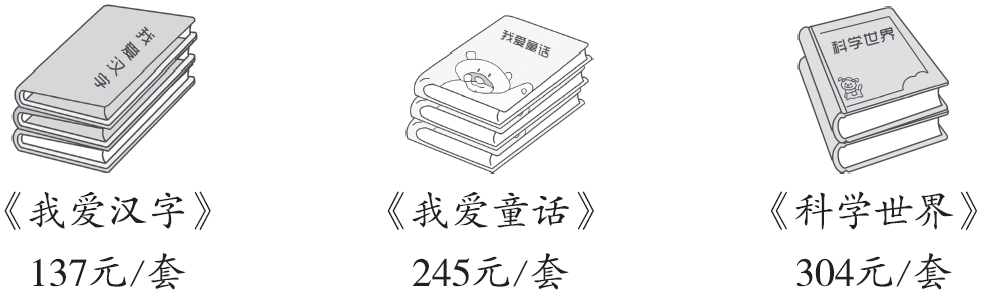 我爱汉字
我爱童话
科学世界
《我爱汉字》
《我爱童话》
《科学世界》
137元/套
245元/套
304元/套